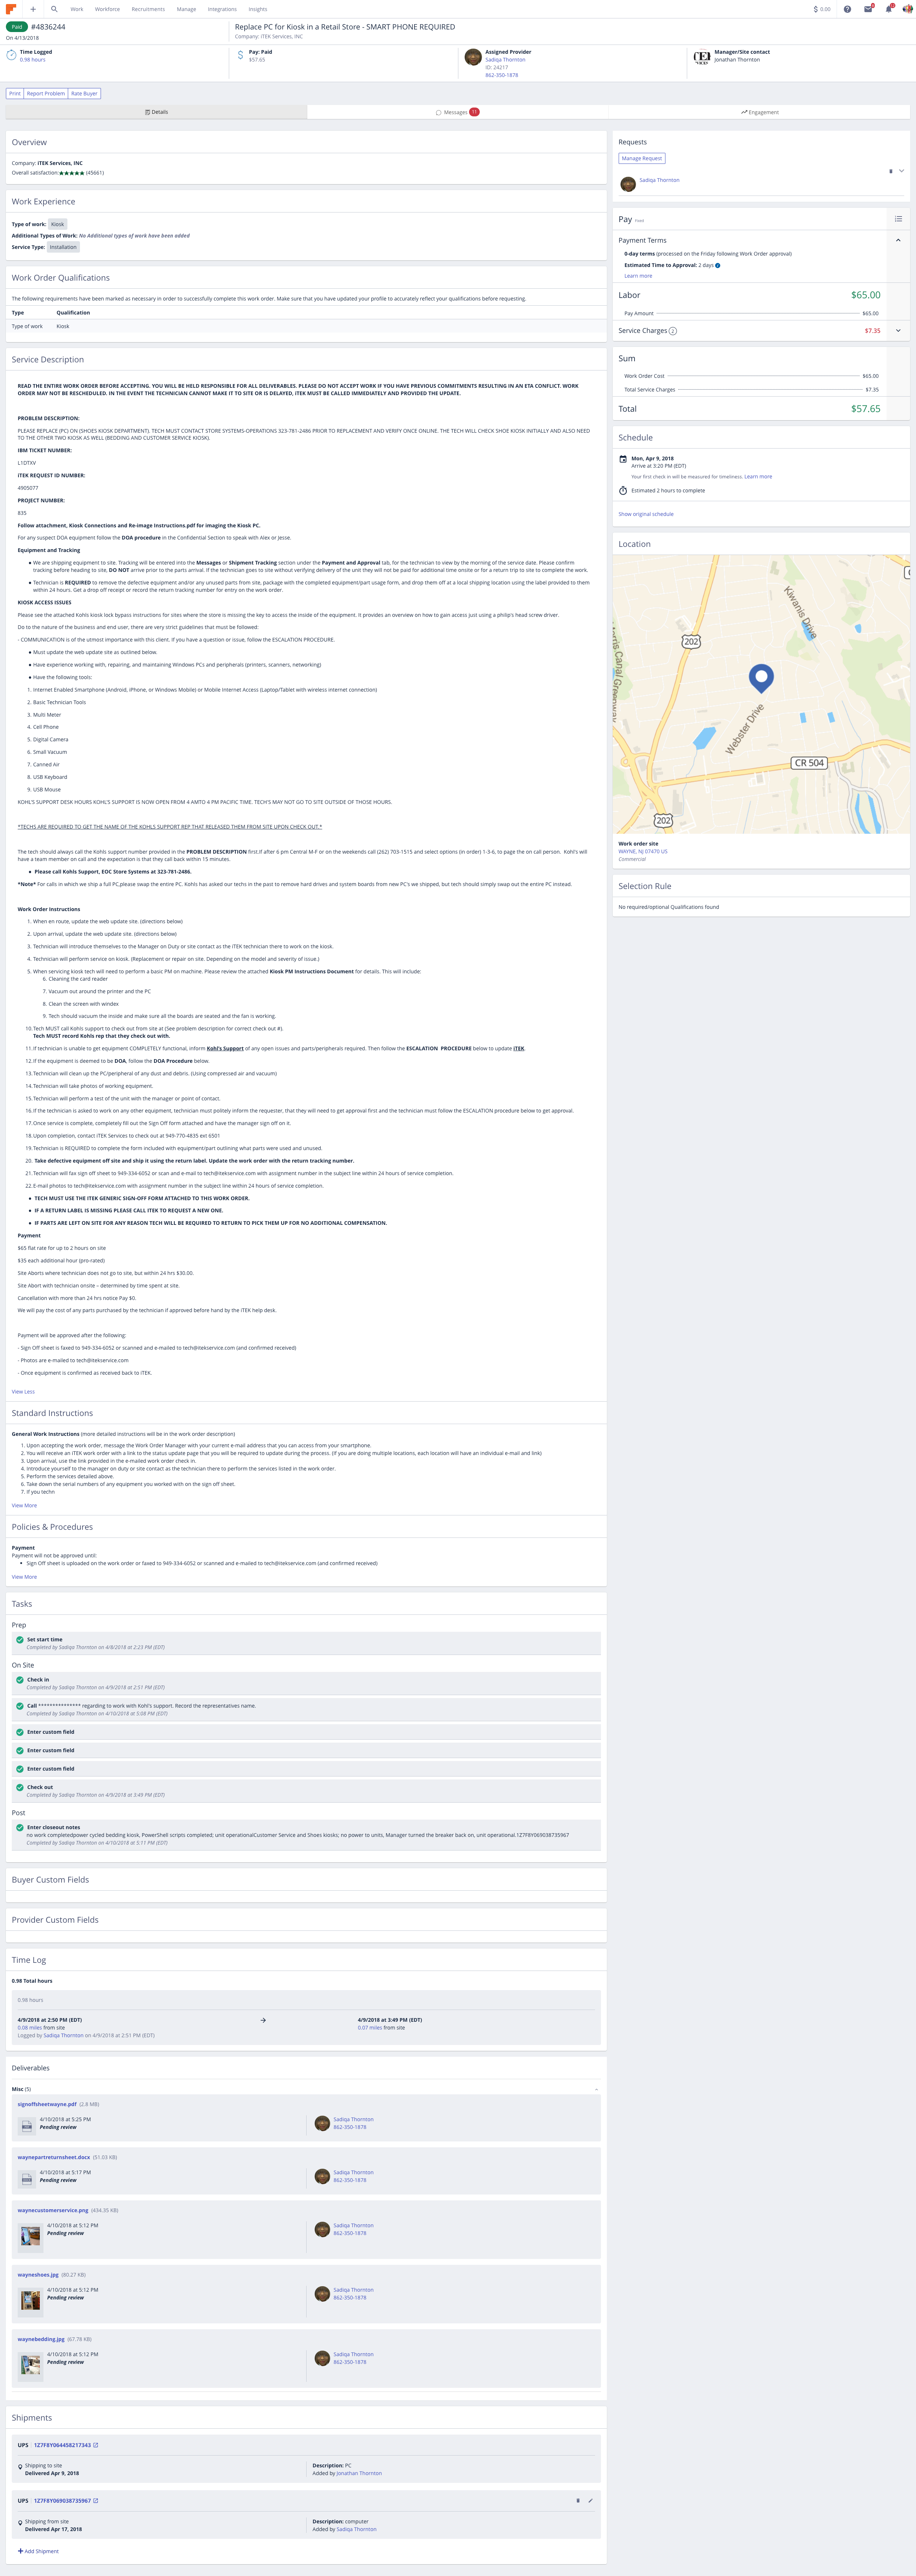 Work
Workforce
Recruitments
Manage
Integrations
Insights
$ 0.00
Paid #4836244
On 4/13/2018
Replace PC for Kiosk in a Retail Store - SMART PHONE REQUIRED
Company: iTEK Services, INC
Time Logged
0.98 hours
Pay: Paid
$57.65
Assigned Provider
Sadiqa Thornton
ID: 24217
862-350-1878
Manager/Site contact
Jonathan Thornton
Print
Report Problem
Rate Buyer
Details
Messages
Engagement
Overview
Company: iTEK Services, INC
Overall satisfaction: ★★★★★ (45661)
Work Experience
Type of work: Kiosk
Additional Types of Work: No Additional types of work have been added
Service Type: Installation
Work Order Qualifications
The following requirements have been marked as necessary in order to successfully complete this work order. Make sure that you have updated your profile to accurately reflect your qualifications before requesting.
Type Qualification
Type of work Kiosk
Service Description
READ THE ENTIRE WORK ORDER BEFORE ACCEPTING. YOU WILL BE HELD RESPONSIBLE FOR ALL DELIVERABLES. PLEASE DO NOT ACCEPT WORK IF YOU HAVE PREVIOUS COMMITMENTS RESULTING IN AN ETA CONFLICT. WORK
ORDER MAY NOT BE RESCHEDULED. IN THE EVENT THE TECHNICIAN CANNOT MAKE IT TO SITE OR IS DELAYED, ITEK MUST BE CALLED IMMEDIATELY AND PROVIDED THE UPDATE.
PROBLEM DESCRIPTION:
PLEASE REPLACE (PC) ON (SHOES KIOSK DEPARTMENT). TECH MUST CONTACT STORE SYSTEMS-OPERATIONS 323-781-2486 PRIOR TO REPLACEMENT AND VERIFY ONCE ONLINE. THE TECH WILL CHECK SHOE KIOSK INITIALLY AND ALSO NEED
TO THE OTHER TWO KIOSK AS WELL (BEDDING AND CUSTOMER SERVICE KIOSK).
IBM TICKET NUMBER:
L1DTXV
iTEK REQUEST ID NUMBER:
4905077
PROJECT NUMBER:
835
Follow attachment, Kiosk Connections and Re-image Instructions.pdf for imaging the Kiosk PC.
For any suspect DOA equipment follow the DOA procedure in the Confidential Section to speak with Alex or Jesse.
Equipment and Tracking
• We are shipping equipment to site. Tracking will be entered into the Messages or Shipment Tracking section under the Payment and Approval tab, for the technician to view by the morning of the service date. Please confirm
tracking before heading to site, DO NOT arrive prior to the parts arrival. If the technician goes to site without verifying delivery of the unit they will not be paid for the additional time onsite or for a return trip to site to complete the work.
• Technician is REQUIRED to remove the defective equipment and/or any unused parts from site, package with the completed equipment/part usage form, and drop them off at a local shipping location using the label provided to them
within 24 hours. Get a drop off receipt or record the return tracking number for entry on the work order.
KIOSK ACCESS ISSUES
Please see the attached Kohls kiosk lock bypass instructions for sites where the store is missing the key to access the inside of the equipment. It provides an overview on how to gain access just using a philip's head screw driver.
Do to the nature of the business and end user, there are very strict guidelines that must be followed:
- COMMUNICATION is of the utmost importance with this client. If you have a question or issue, follow the ESCALATION PROCEDURE.
• Must update the web update site as outlined below.
• Have experience working with, repairing, and maintaining Windows PCs and peripherals (printers, scanners, networking)
• Have the following tools:
1. Internet Enabled Smartphone (Android, iPhone, or Windows Mobile) or Mobile Internet Access (Laptop/Tablet with wireless internet connection)
2. Basic Technician Tools
3. Multi Meter
4. Cell Phone
5. Digital Camera
6. Small Vacuum
7. Canned Air
8. USB Keyboard
9. USB Mouse
KOHL'S SUPPORT DESK HOURS KOHL'S SUPPORT IS NOW OPEN FROM 4 AMTO 4 PM PACIFIC TIME. TECH'S MAY NOT GO TO SITE OUTSIDE OF THOSE HOURS.
*TECHS ARE REQUIRED TO GET THE NAME OF THE KOHLS SUPPORT REP THAT RELEASED THEM FROM SITE UPON CHECK OUT.*
The tech should always call the Kohls support number provided in the PROBLEM DESCRIPTION first.If after 6 pm Central M-F or on the weekends call (262) 703-1515 and select options (in order) 1-3-6, to page the on call person. Kohl's will
have a team member on call and the expectation is that they call back within 15 minutes.
• Please call Kohls Support, EOC Store Systems at 323-781-2486.
*Note* For calls in which we ship a full PC,please swap the entire PC. Kohls has asked our techs in the past to remove hard drives and system boards from new PC's we shipped, but tech should simply swap out the entire PC instead.
Work Order Instructions
1. When en route, update the web update site. (directions below)
2. Upon arrival, update the web update site. (directions below)
3. Technician will introduce themselves to the Manager on Duty or site contact as the iTEK technician there to work on the kiosk.
4. Technician will perform service on kiosk. (Replacement or repair on site. Depending on the model and severity of issue.)
5. When servicing kiosk tech will need to perform a basic PM on machine. Please review the attached Kiosk PM Instructions Document for details. This will include:
6. Cleaning the card reader
7. Vacuum out around the printer and the PC
8. Clean the screen with windex
9. Tech should vacuum the inside and make sure all the boards are seated and the fan is working.
10. Tech MUST call Kohls support to check out from site at (See problem description for correct check out #).
Tech MUST record Kohls rep that they check out with.
11. If technician is unable to get equipment COMPLETELY functional, inform Kohl's Support of any open issues and parts/peripherals required. Then follow the ESCALATION PROCEDURE below to update iTEK.
12. If the equipment is deemed to be DOA, follow the DOA Procedure below.
13. Technician will clean up the PC/peripheral of any dust and debris. (Using compressed air and vacuum)
14. Technician will take photos of working equipment.
15. Technician will perform a test of the unit with the manager or point of contact.
16. If the technician is asked to work on any other equipment, technician must politely inform the requester, that they will need to get approval first and the technician must follow the ESCALATION procedure below to get approval.
17. Once service is complete, completely fill out the Sign Off form attached and have the manager sign off on it.
18. Upon completion, contact iTEK Services to check out at 949-770-4835 ext 6501
19. Technician is REQUIRED to complete the form included with equipment/part outlining what parts were used and unused.
20. Take defective equipment off site and ship it using the return label. Update the work order with the return tracking number.
21. Technician will fax sign off sheet to 949-334-6052 or scan and e-mail to tech@itekservice.com with assignment number in the subject line within 24 hours of service completion.
22. E-mail photos to tech@itekservice.com with assignment number in the subject line within 24 hours of service completion.
• TECH MUST USE THE ITEK GENERIC SIGN-OFF FORM ATTACHED TO THIS WORK ORDER.
• IF A RETURN LABEL IS MISSING PLEASE CALL ITEK TO REQUEST A NEW ONE.
• IF PARTS ARE LEFT ON SITE FOR ANY REASON TECH WILL BE REQUIRED TO RETURN TO PICK THEM UP FOR NO ADDITIONAL COMPENSATION.
Payment
$65 flat rate for up to 2 hours on site
$35 each additional hour (pro-rated)
Site Aborts where technician does not go to site, but within 24 hrs $30.00.
Site Abort with technician onsite – determined by time spent at site.
Cancellation with more than 24 hrs notice Pay $0.
We will pay the cost of any parts purchased by the technician if approved before hand by the iTEK help desk.
Payment will be approved after the following:
- Sign Off sheet is faxed to 949-334-6052 or scanned and e-mailed to tech@itekservice.com (and confirmed received)
- Photos are e-mailed to tech@itekservice.com
- Once equipment is confirmed as received back to iTEK.
View Less
Standard Instructions
General Work Instructions (more detailed instructions will be in the work order description)
1. Upon accepting the work order, message the Work Order Manager with your current e-mail address that you can access from your smartphone.
2. You will receive an iTEK work order with a link to the status update page that you will be required to update during the process. (If you are doing multiple locations, each location will have an individual e-mail and link)
3. Upon arrival, use the link provided in the e-mailed work order check in.
4. Introduce yourself to the manager on duty or site contact as the technician there to perform the services listed in the work order.
5. Perform the services detailed above.
6. Take down the serial numbers of any equipment you worked with on the sign off sheet.
7. If you techn
View More
Policies & Procedures
Payment
Payment will not be approved until:
• Sign Off sheet is uploaded on the work order or faxed to 949-334-6052 or scanned and e-mailed to tech@itekservice.com (and confirmed received)
View More
Tasks
Prep
Set start time
Completed by Sadiqa Thornton on 4/8/2018 at 2:23 PM (EDT)
On Site
Check in
Completed by Sadiqa Thornton on 4/9/2018 at 2:51 PM (EDT)
Call *************** regarding to work with Kohl's support. Record the representatives name.
Completed by Sadiqa Thornton on 4/10/2018 at 5:08 PM (EDT)
Enter custom field
Enter custom field
Enter custom field
Check out
Completed by Sadiqa Thornton on 4/9/2018 at 3:49 PM (EDT)
Post
Enter closeout notes
no work completedpower cycled bedding kiosk, PowerShell scripts completed; unit operationalCustomer Service and Shoes kiosks; no power to units, Manager turned the breaker back on, unit operational.1Z7F8Y069038735967
Completed by Sadiqa Thornton on 4/10/2018 at 5:11 PM (EDT)
Buyer Custom Fields
Provider Custom Fields
Time Log
0.98 Total hours
0.98 hours
4/9/2018 at 2:50 PM (EDT)
0.08 miles from site
Logged by Sadiqa Thornton on 4/9/2018 at 2:51 PM (EDT)
4/9/2018 at 3:49 PM (EDT)
0.07 miles from site
Deliverables
Misc (5)
signoffsheetwayne.pdf (2.8 MB)
4/10/2018 at 5:25 PM
Pending review
Sadiqa Thornton
862-350-1878
waynepartreturnsheet.docx (51.03 KB)
4/10/2018 at 5:17 PM
Pending review
Sadiqa Thornton
862-350-1878
waynecustomerservice.png (434.35 KB)
4/10/2018 at 5:12 PM
Pending review
Sadiqa Thornton
862-350-1878
wayneshoes.jpg (80.27 KB)
4/10/2018 at 5:12 PM
Pending review
Sadiqa Thornton
862-350-1878
waynebedding.jpg (67.78 KB)
4/10/2018 at 5:12 PM
Pending review
Sadiqa Thornton
862-350-1878
Shipments
UPS 1Z7F8Y064458217343
Shipping to site
Delivered Apr 9, 2018
Description: PC
Added by Jonathan Thornton
UPS 1Z7F8Y069038735967
Shipping from site
Delivered Apr 17, 2018
Description: computer
Added by Sadiqa Thornton
+ Add Shipment
Requests
Manage Request
Sadiqa Thornton
Pay
Payment Terms
0-day terms (processed on the Friday following Work Order approval)
Estimated Time to Approval: 2 days
Learn more
Labor $65.00
Pay Amount $65.00
Service Charges 2 $7.35
Sum
Work Order Cost $65.00
Total Service Charges $7.35
Total $57.65
Schedule
Mon, Apr 9, 2018
Arrive at 3:20 PM (EDT)
Your first check in will be measured for timeliness. Learn more
Estimated 2 hours to complete
Show original schedule
Location
Kiwanis Drive
202
Webster Drive
CR 504
202
Work order site
WAYNE, NJ 07470 US
Commercial
Selection Rule
No required/optional Qualifications found